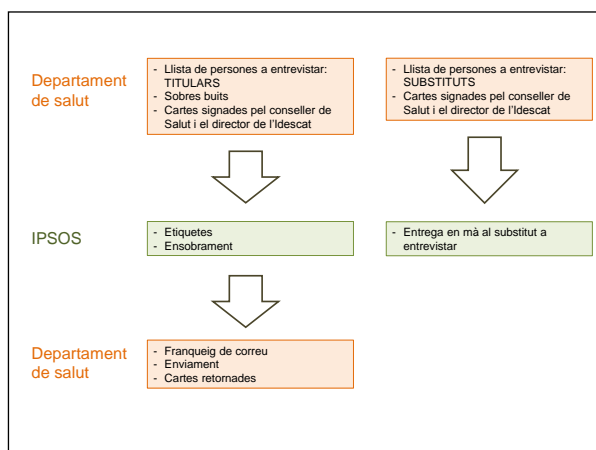 Departament
de salut
- Llista de persones a entrevistar:
TITULARS
- Sobres buits
- Cartes signades pel conseller de
Salut i el director de l'Idescat
- Llista de persones a entrevistar:
SUBSTITUTS
- Cartes signades pel conseller de
Salut i el director de l'Idescat
IPSOS
- Etiquetes
- Ensobrament
- Entrega en mà al substitut a
entrevistar
Departament
de salut
- Franqueig de correu
- Enviament
- Cartes retornades